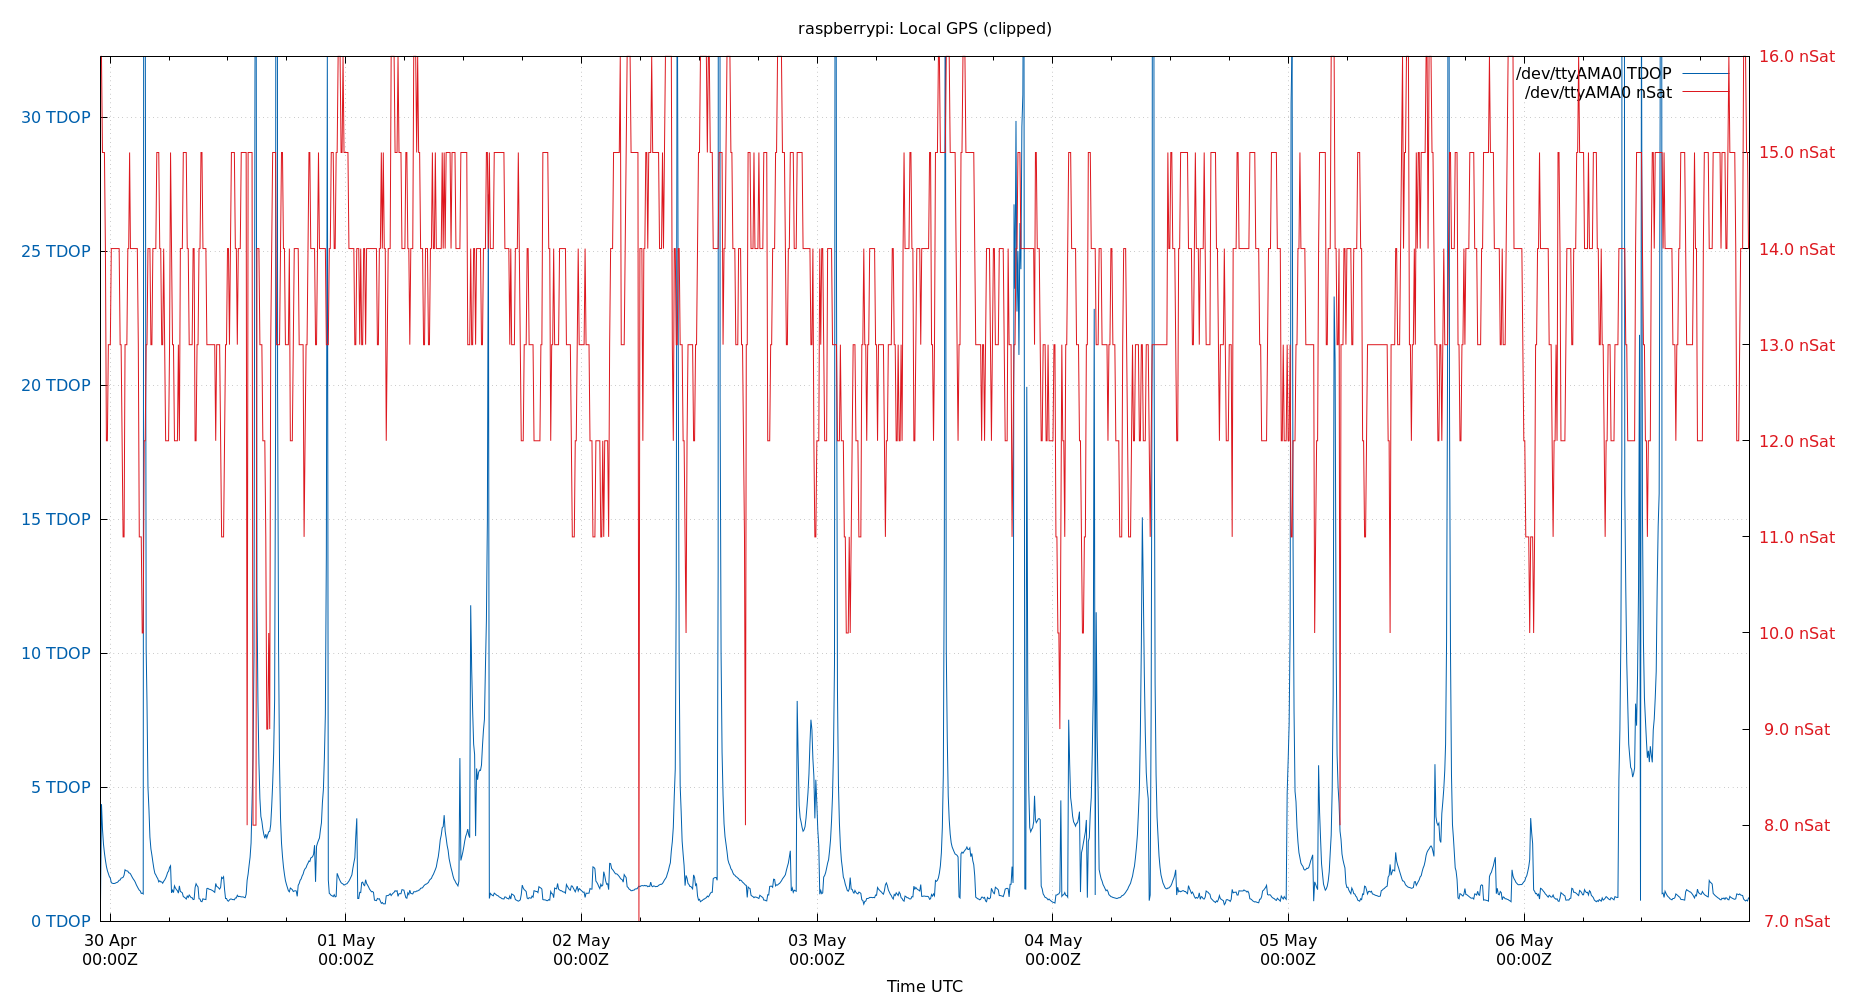 raspberrypi: Local GPS (clipped)
/dev/ttyAMA0 TDOP
/dev/ttyAMA0 nSat
30 TDOP
25 TDOP
20 TDOP
15 TDOP
10 TDOP
5 TDOP
0 TDOP
16.0 nSat
15.0 nSat
14.0 nSat
13.0 nSat
12.0 nSat
11.0 nSat
10.0 nSat
9.0 nSat
8.0 nSat
7.0 nSat
30 Apr
00:00Z
01 May
00:00Z
02 May
00:00Z
03 May
00:00Z
04 May
00:00Z
05 May
00:00Z
06 May
00:00Z
Time UTC